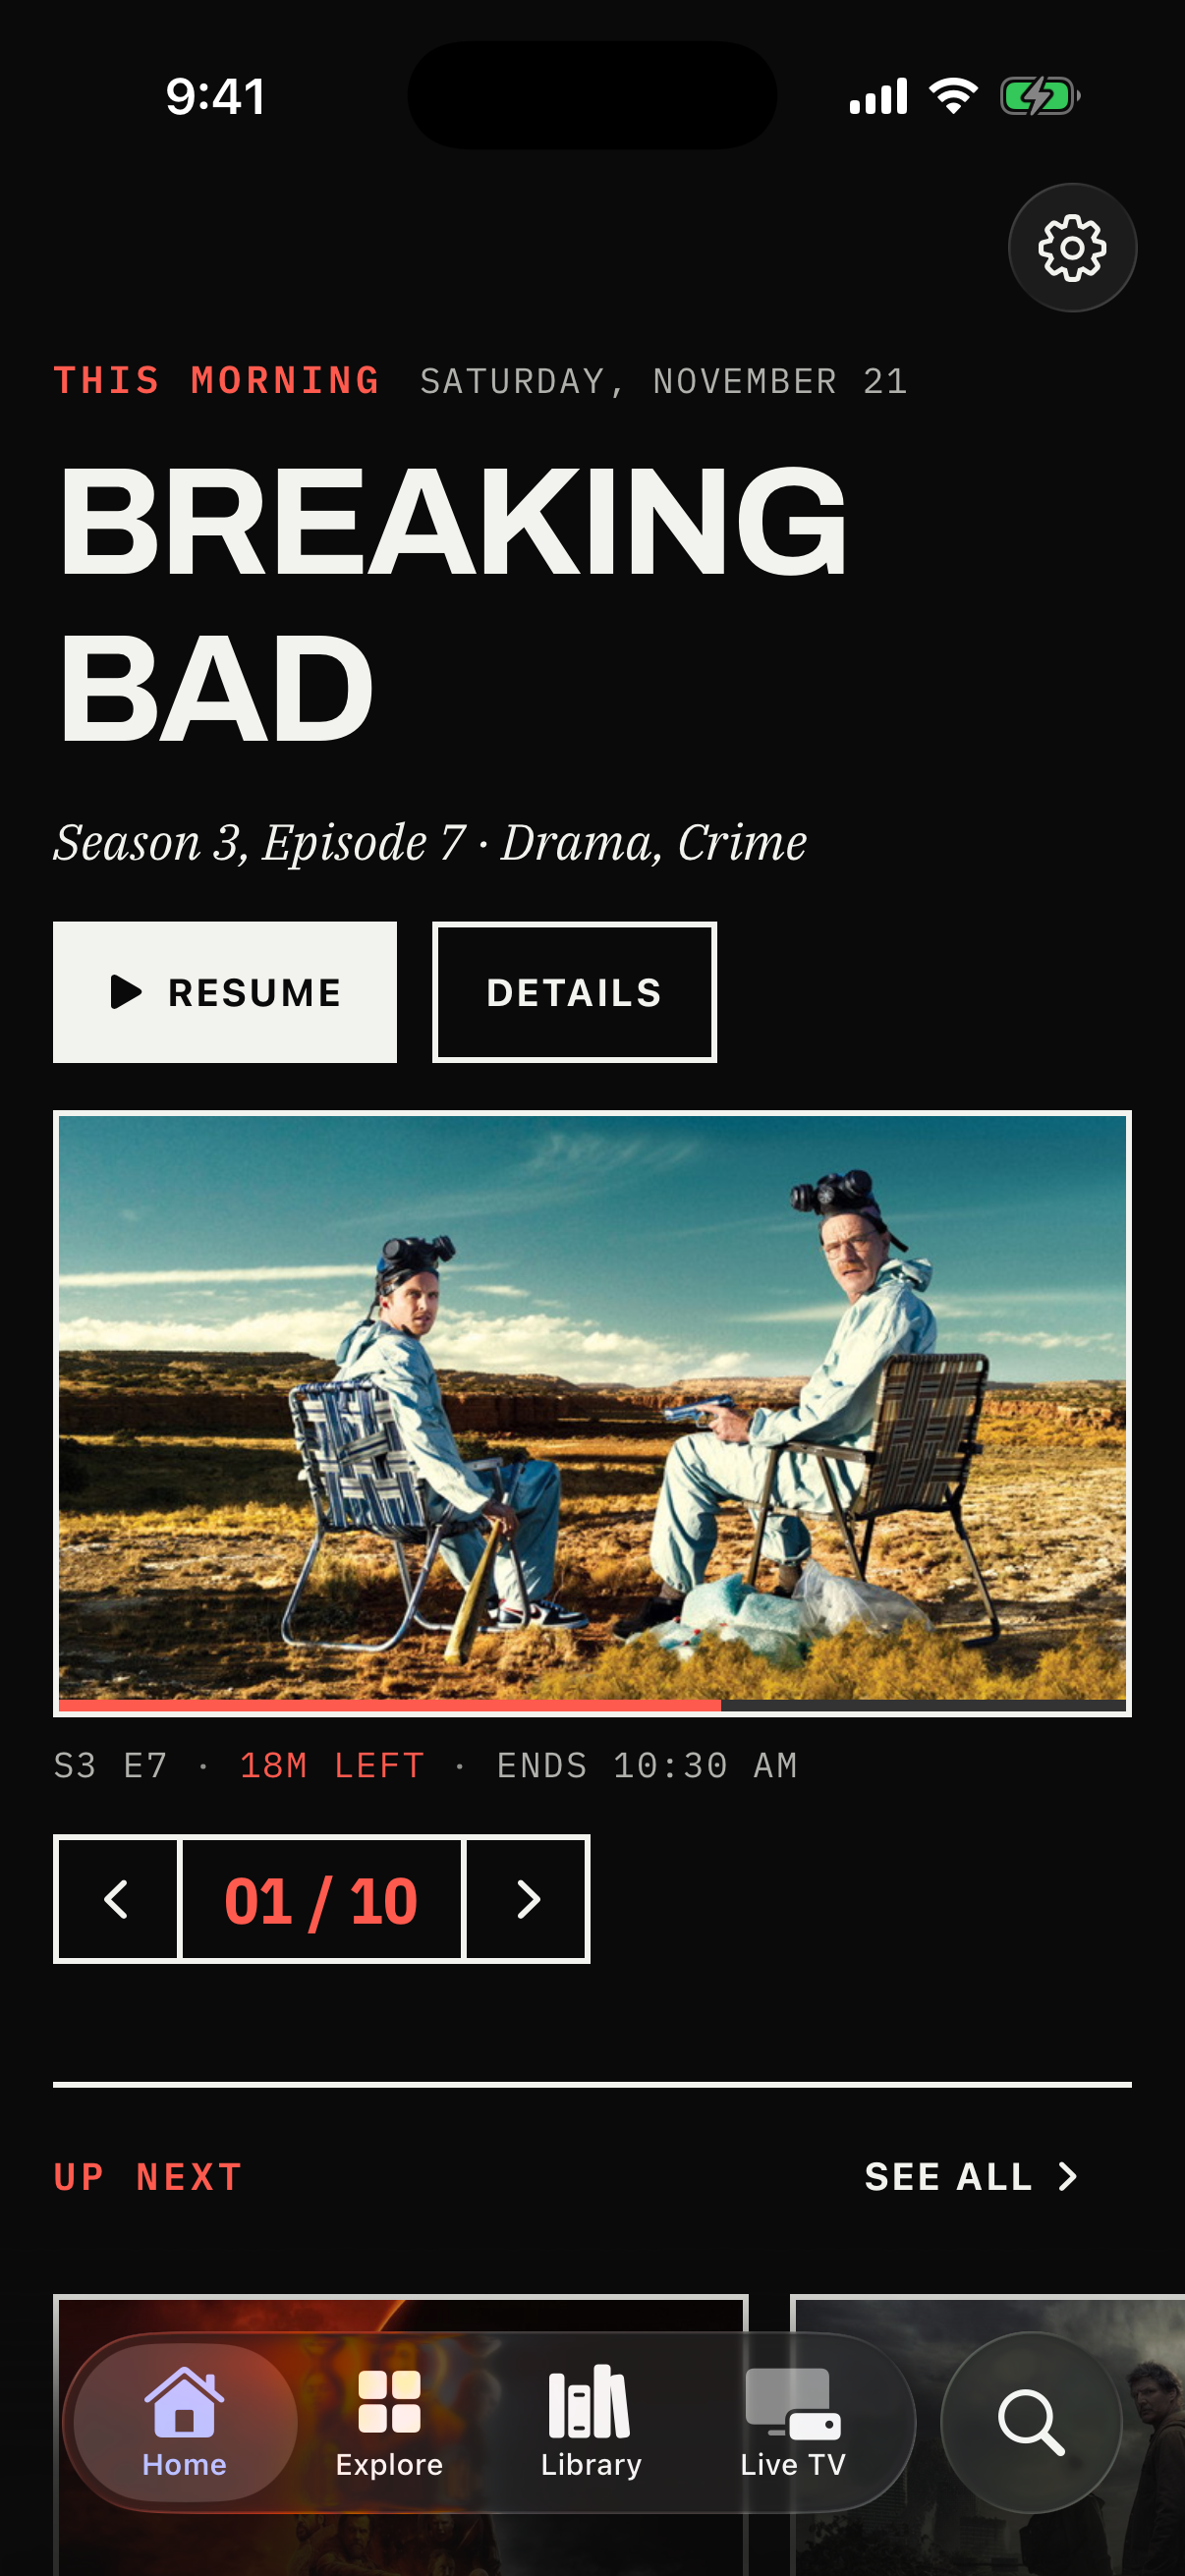 9:41
THIS MORNING SATURDAY, NOVEMBER 21
BREAKING
BAD
Season 3, Episode 7 · Drama, Crime
RESUME
DETAILS
S3 E7 · 18M LEFT · ENDS 10:30 AM
01 / 10
UP NEXT
SEE ALL
Home
Explore
Library
Live TV